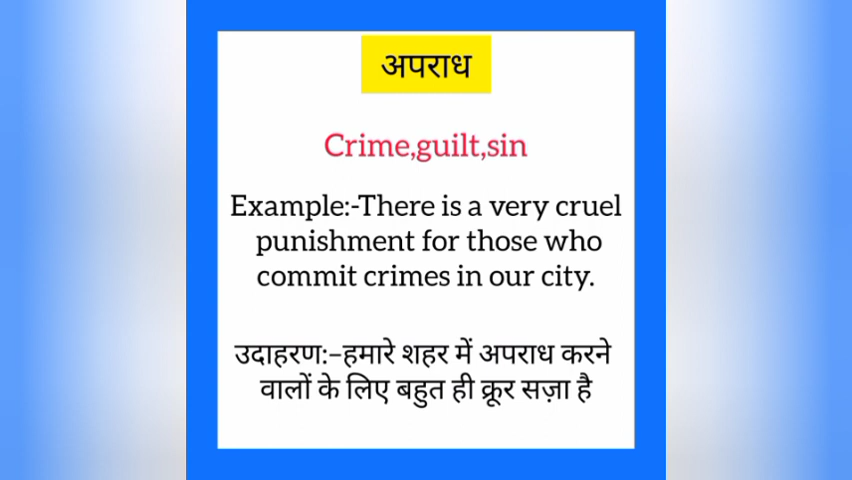 अपराध
Crime,guilt,sin
Example:-There is a very cruel
punishment for those who
commit crimes in our city.
उदाहरण:–हमारे शहर में अपराध करने
वालों के लिए बहुत ही क्रूर सज़ा है